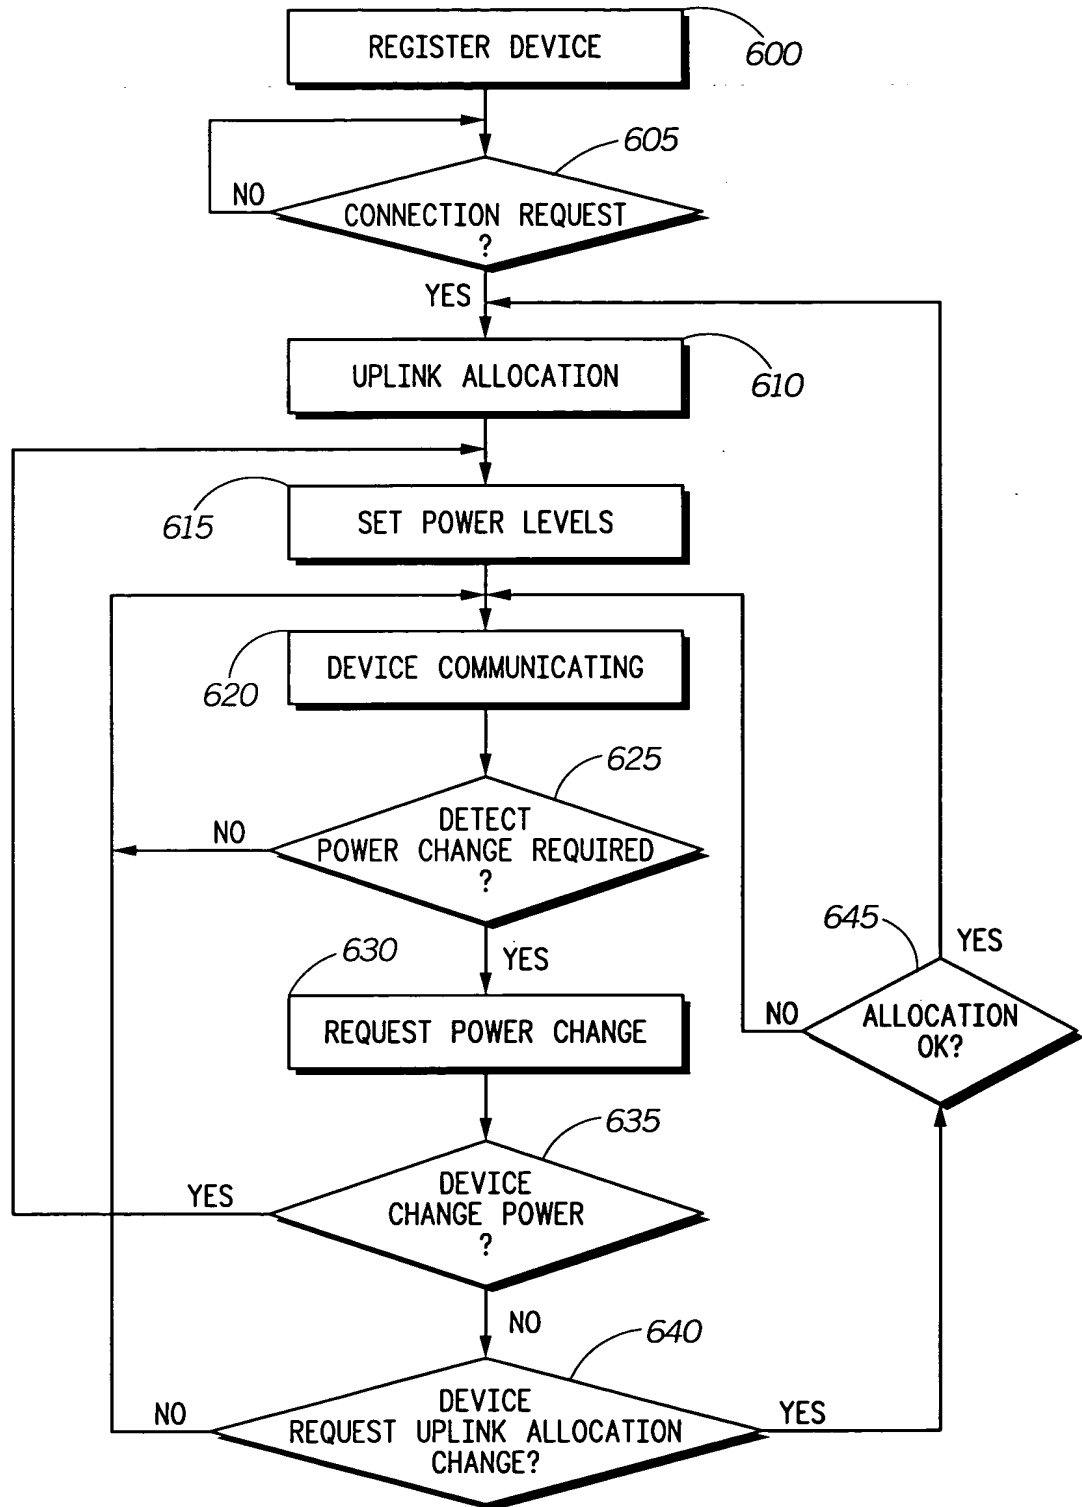 REGISTER DEVICE
600
605
NO
CONNECTION REQUEST
?
YES
UPLINK ALLOCATION
610
615
SET POWER LEVELS
DEVICE COMMUNICATING
620
625
NO
DETECT
POWER CHANGE REQUIRED
?
YES
630
REQUEST POWER CHANGE
645
YES
NO
ALLOCATION
OK?
635
YES
DEVICE
CHANGE POWER
?
NO
640
NO
DEVICE
REQUEST UPLINK ALLOCATION
CHANGE?
YES